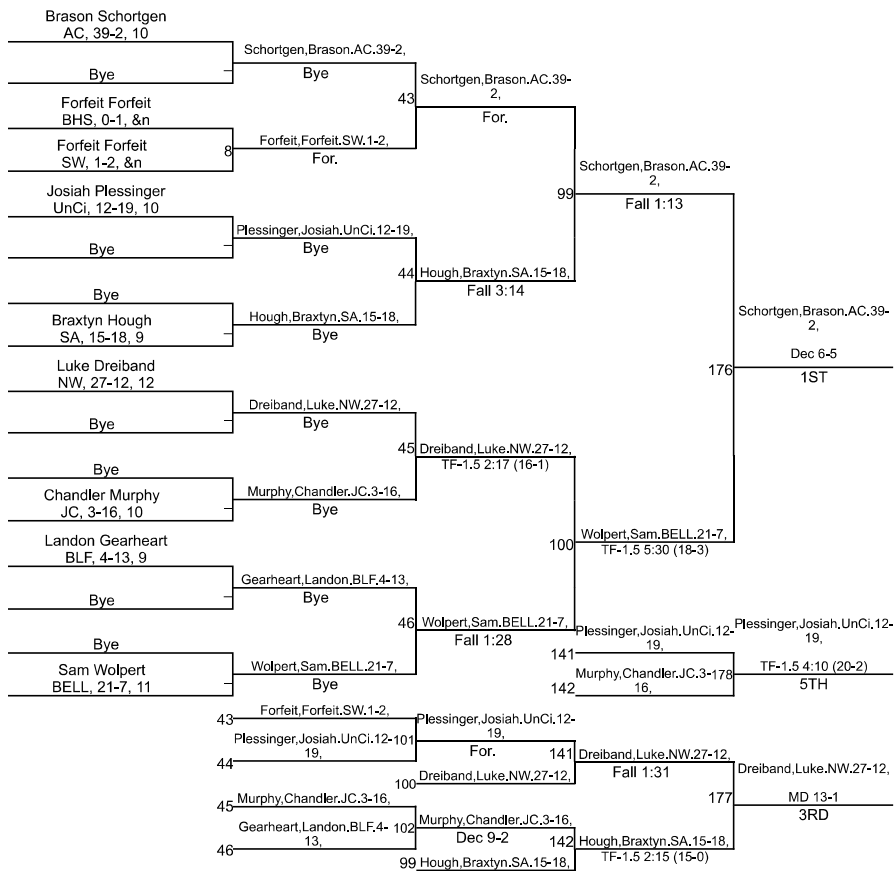 Brason Schortgen
AC, 39-2, 10
Bye
Forfeit Forfeit
BHS, 0-1, &n
Forfeit Forfeit
SW, 1-2, &n
Josiah Plessinger
UnCi, 12-19, 10
Bye
Bye
Braxtyn Hough
SA, 15-18, 9
Luke Dreiband
NW, 27-12, 12
Bye
Bye
Chandler Murphy
JC, 3-16, 10
Landon Gearheart
BLF, 4-13, 9
Bye
Bye
Sam Wolpert
BELL, 21-7, 11
Schortgen,Brason.AC.39-2,
Bye
8
Forfeit,Forfeit.SW.1-2,
For.
Plessinger,Josiah.UnCi.12-19,
Bye
Hough,Braxtyn.SA.15-18,
Bye
Dreiband,Luke.NW.27-12,
Bye
Murphy,Chandler.JC.3-16,
Bye
Gearheart,Landon.BLF.4-13,
Bye
Wolpert,Sam.BELL.21-7,
Bye
43
Schortgen,Brason.AC.39-
2,
For.
44
Hough,Braxtyn.SA.15-18,
Fall 3:14
45
Dreiband,Luke.NW.27-12,
TF-1.5 2:17 (16-1)
46
Wolpert,Sam.BELL.21-7,
Fall 1:28
99
Schortgen,Brason.AC.39-
2,
Fall 1:13
100
Wolpert,Sam.BELL.21-7,
TF-1.5 5:30 (18-3)
176
Schortgen,Brason.AC.39-
2,
Dec 6-5
1ST
141
Plessinger,Josiah.UnCi.12-
19,
142
Murphy,Chandler.JC.3-
16,
178
Plessinger,Josiah.UnCi.12-
19,
TF-1.5 4:10 (20-2)
5TH
43
Forfeit,Forfeit.SW.1-2,
44
Plessinger,Josiah.UnCi.12-
19,
45
Murphy,Chandler.JC.3-16,
46
Gearheart,Landon.BLF.4-
13,
101
Plessinger,Josiah.UnCi.12-
19,
For.
100
Dreiband,Luke.NW.27-12,
102
Murphy,Chandler.JC.3-16,
Dec 9-2
99
Hough,Braxtyn.SA.15-18,
141
Dreiband,Luke.NW.27-12,
Fall 1:31
142
Hough,Braxtyn.SA.15-18,
TF-1.5 2:15 (15-0)
177
Dreiband,Luke.NW.27-12,
MD 13-1
3RD